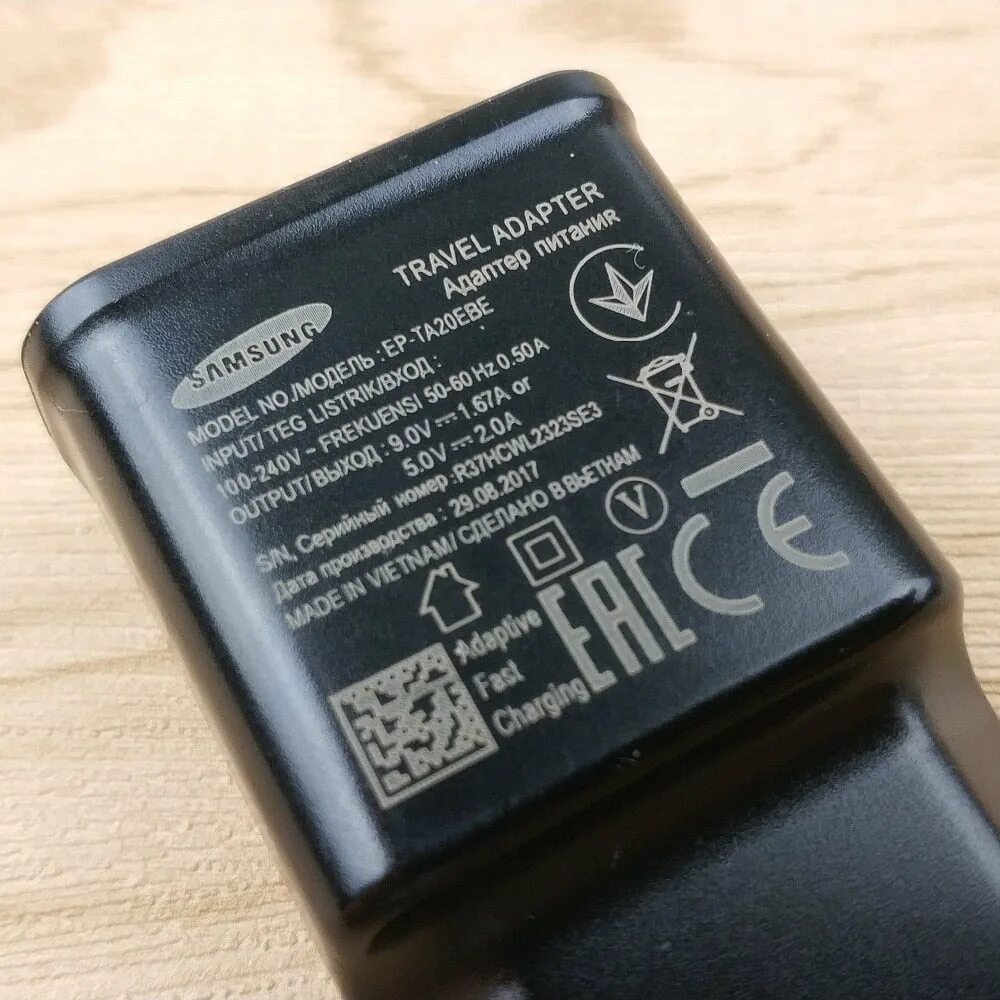 TRAVEL ADAPTER
Адаптер питания
SAMSUNG
MODEL NO./МОДЕЛЬ : EP-TA20EBE
INPUT/ TEG LISTRIK/ВХОД :
100-240V ~ FREKUENSI 50-60 Hz 0.50A
OUTPUT/ВЫХОД : 9.0V ⎓ 1.67A or
5.0V ⎓ 2.0A
S/N, Серийный номер :R37HCWL2323SE3
Дата производства : 29.08.2017
MADE IN VIETNAM/ СДЕЛАНО В ВЬЕТНАМ
V
Adaptive
Fast
Charging
EAC
CE